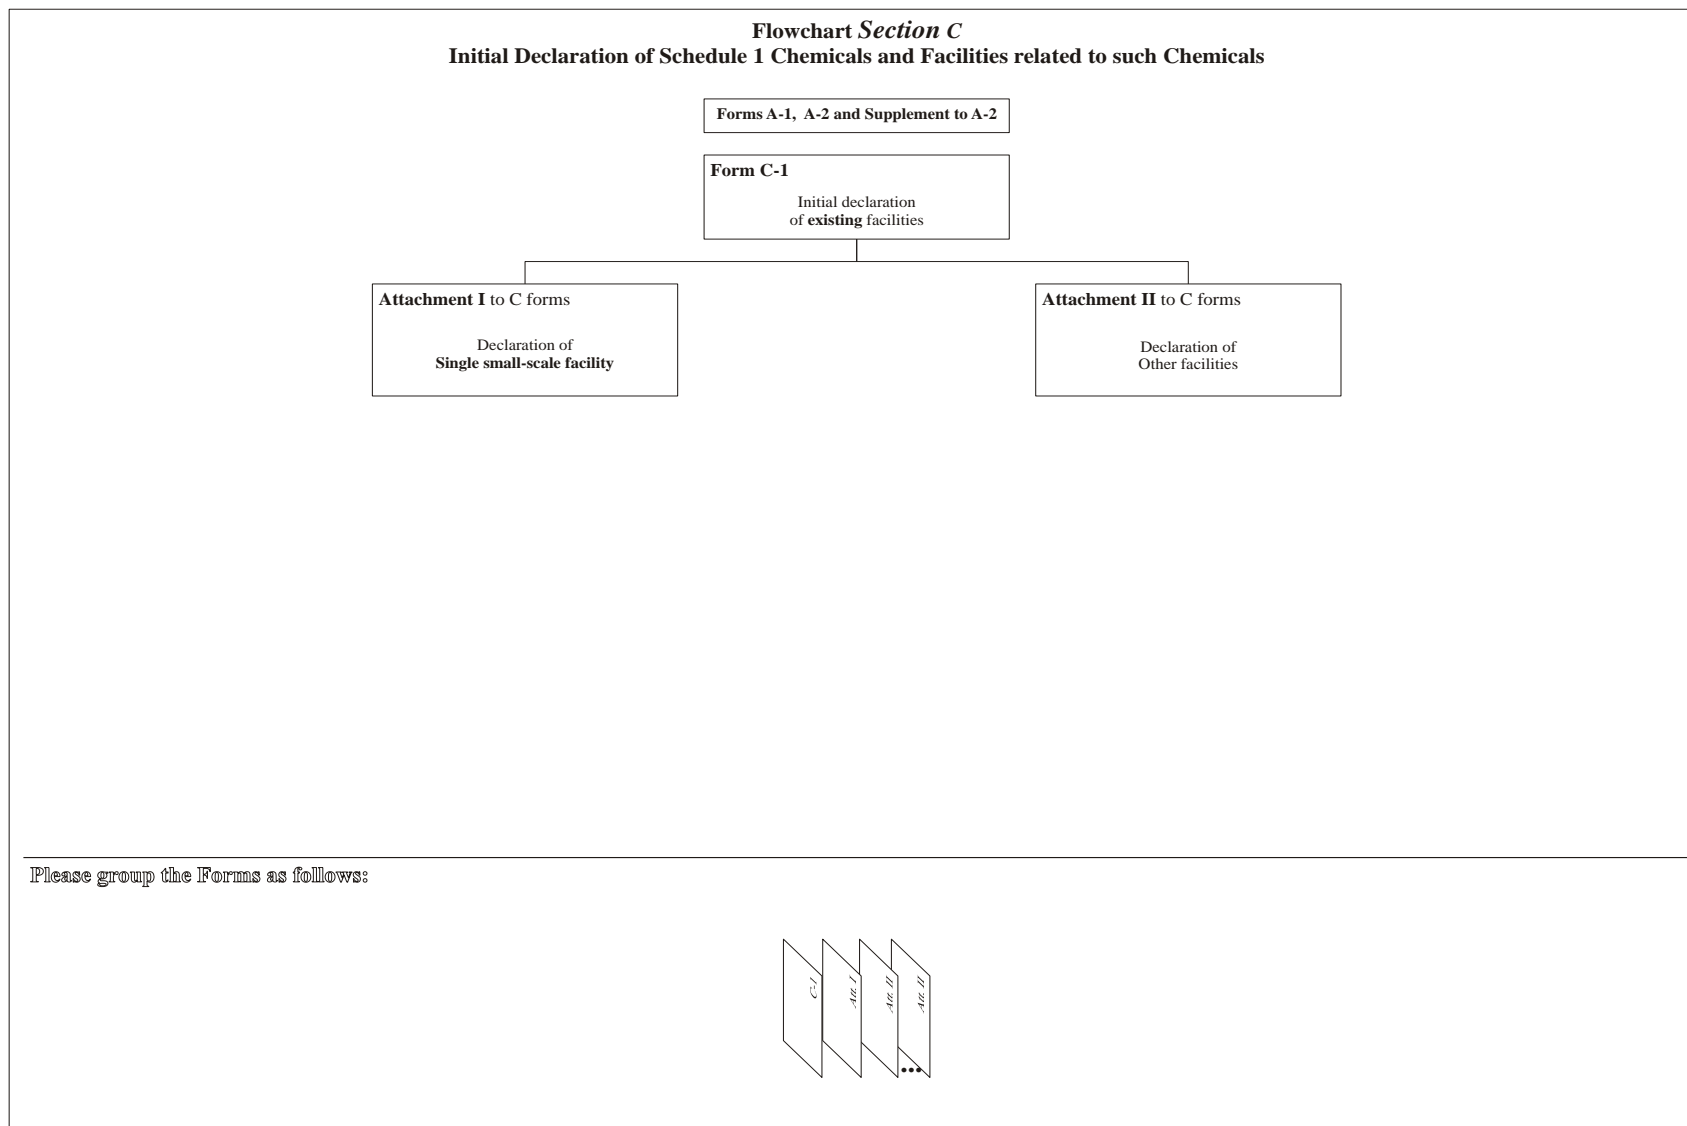 Flowchart Section C
Initial Declaration of Schedule 1 Chemicals and Facilities related to such Chemicals
Forms A-1, A-2 and Supplement to A-2
Form C-1
Initial declaration
of existing facilities
Attachment I to C forms
Declaration of
Single small-scale facility
Attachment II to C forms
Declaration of
Other facilities
Please group the Forms as follows:
C-1
Att. I
Att. II
Att. II
...